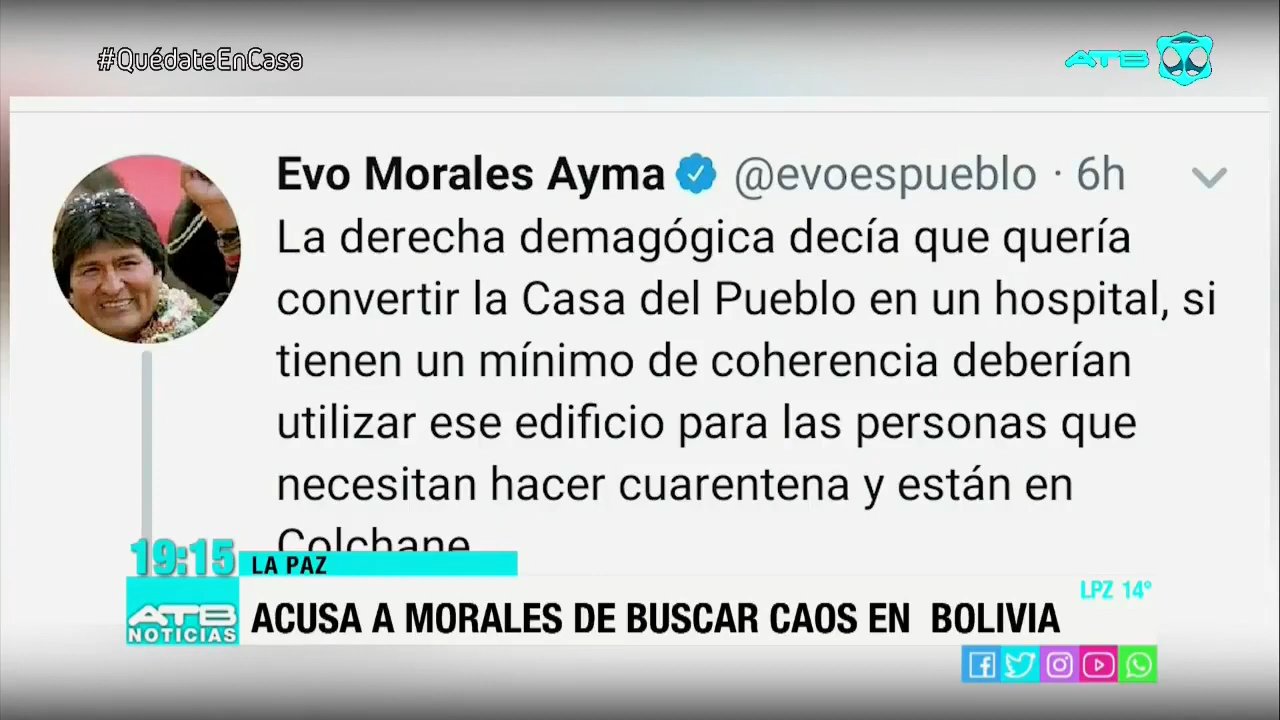 #QuédateEnCasa
ATB
Evo Morales Ayma @evoespueblo · 6h
La derecha demagógica decía que quería
convertir la Casa del Pueblo en un hospital, si
tienen un mínimo de coherencia deberían
utilizar ese edificio para las personas que
necesitan hacer cuarentena y están en
Colchane
19:15
LA PAZ
LPZ 14°
ATB
NOTICIAS
ACUSA A MORALES DE BUSCAR CAOS EN BOLIVIA